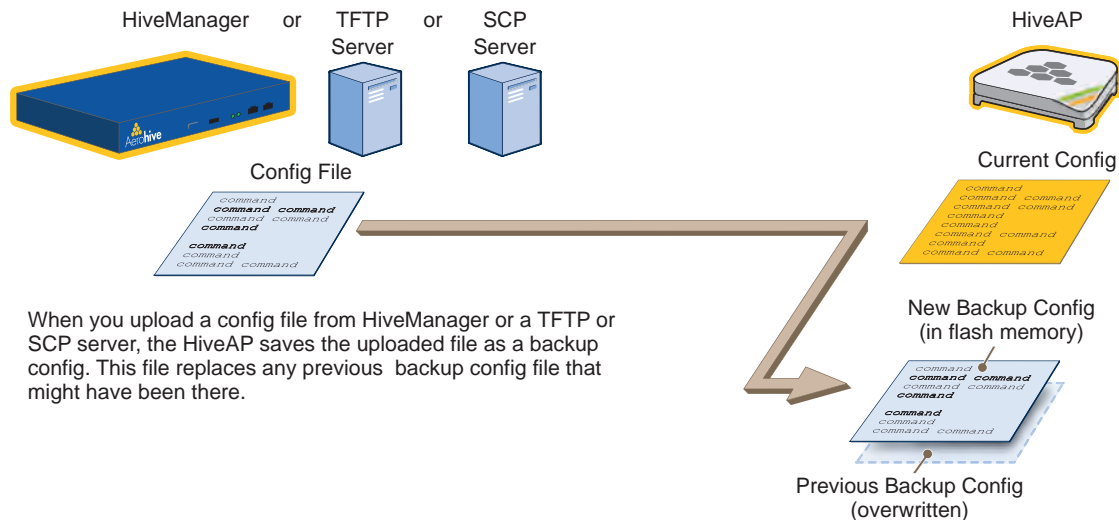 HiveManager or TFTP Server or SCP Server
HiveAP
Aerohive
Config File
command
command command
command command
command
command
command
command command
Current Config
command
command command
command command
command
command
command command
command
command command
When you upload a config file from HiveManager or a TFTP or
SCP server, the HiveAP saves the uploaded file as a backup
config. This file replaces any previous backup config file that
might have been there.
New Backup Config
(in flash memory)
command
command command
command command
command
command
command
command command
Previous Backup Config
(overwritten)